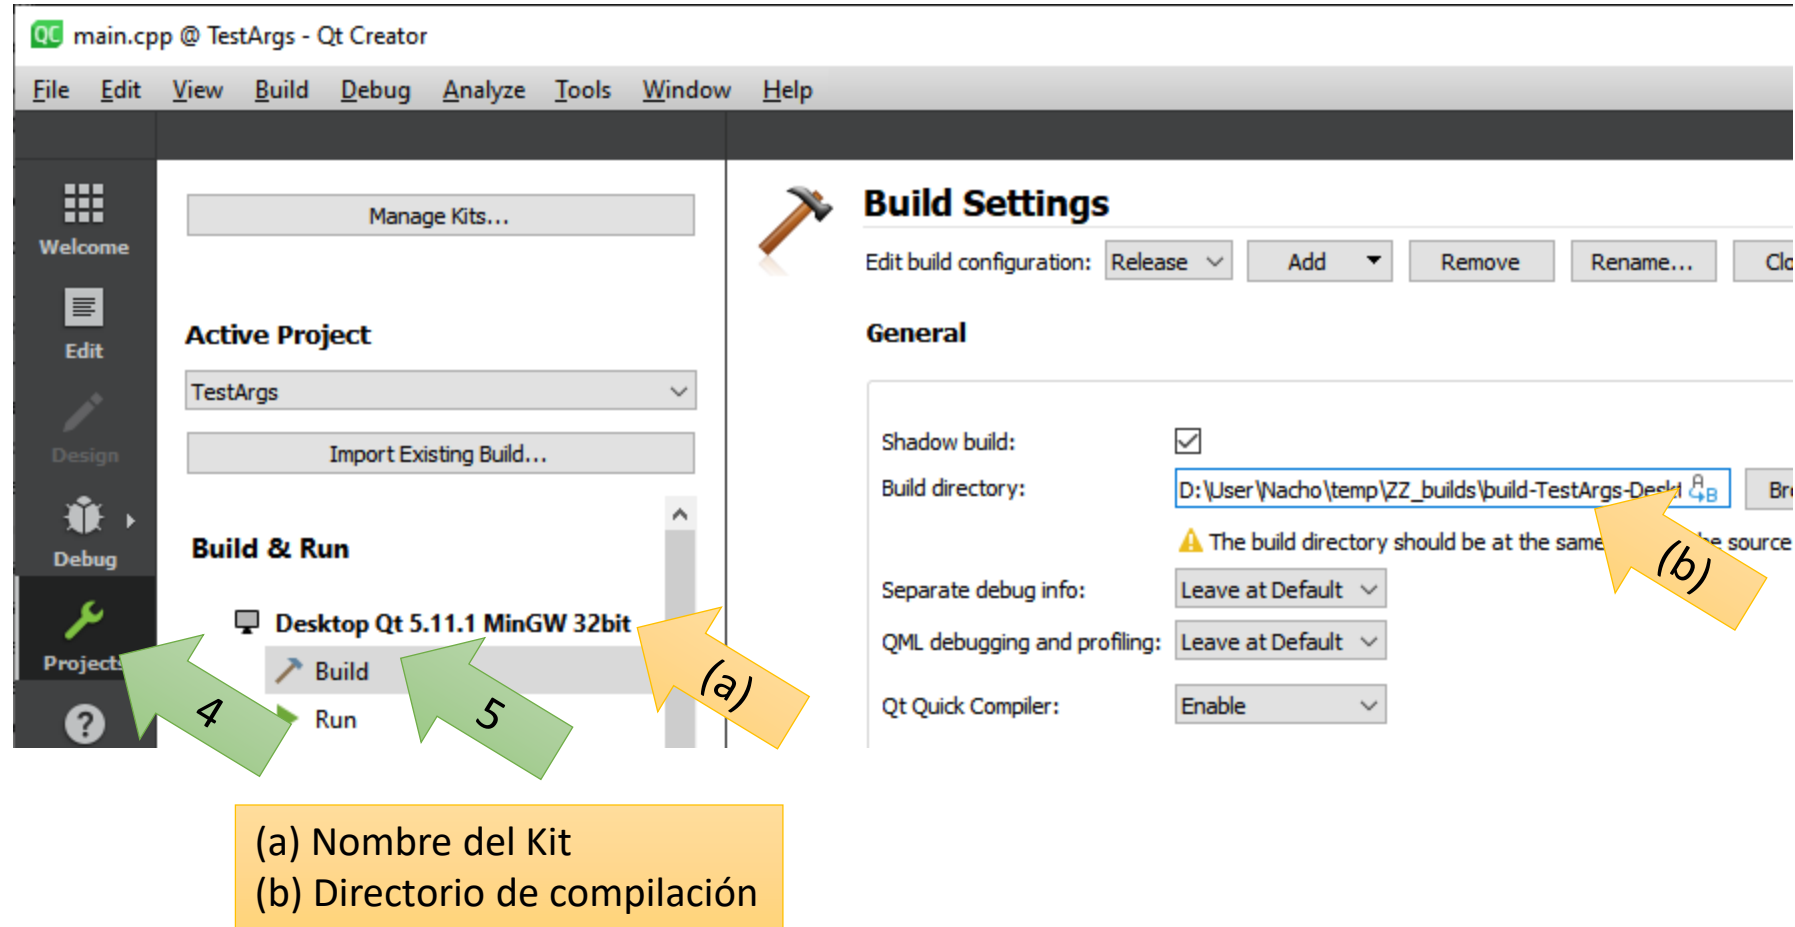 QC main.cpp @ TestArgs - Qt Creator
File Edit View Build Debug Analyze Tools Window Help
Welcome
Edit
Design
Debug
Projects
Manage Kits...
Active Project
TestArgs
Import Existing Build...
Build & Run
Desktop Qt 5.11.1 MinGW 32bit
Build
Run
4
5
(a)
Build Settings
Edit build configuration: Release Add Remove Rename...
General
Shadow build:
Build directory: D:\User\Nacho\temp\ZZ_builds\build-TestArgs-Deskt
The build directory should be at the same source
(b)
Separate debug info: Leave at Default
QML debugging and profiling: Leave at Default
Qt Quick Compiler: Enable
(a) Nombre del Kit
(b) Directorio de compilación